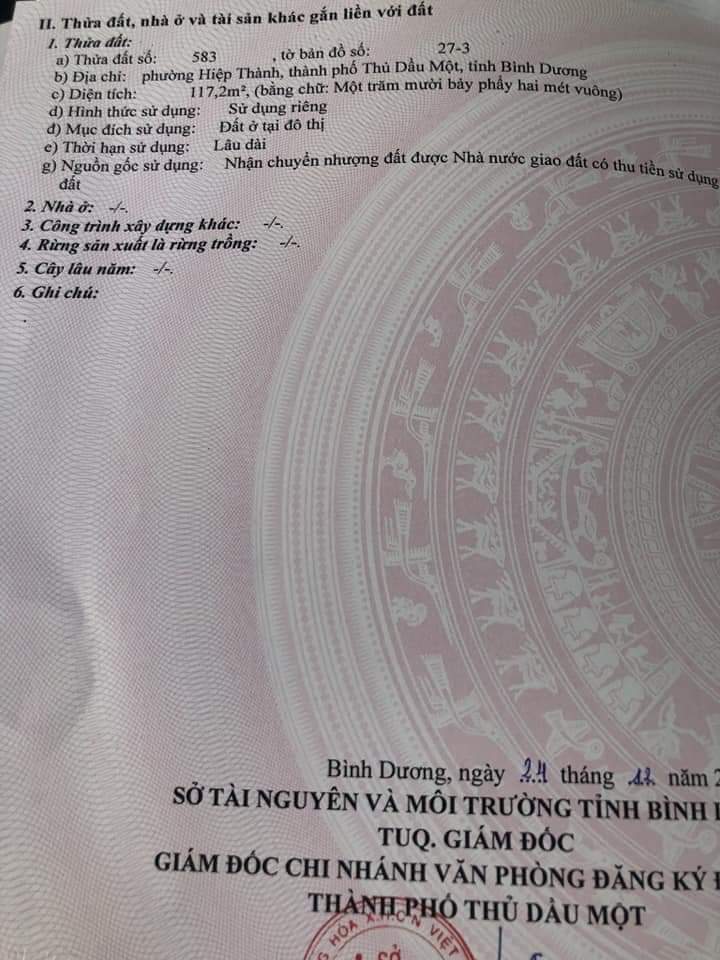 II. Thửa đất, nhà ở và tài sản khác gắn liền với đất
1. Thửa đất:
a) Thửa đất số: 583 , tờ bản đồ số: 27-3
b) Địa chỉ: phường Hiệp Thành, thành phố Thủ Dầu Một, tỉnh Bình Dương
c) Diện tích: 117,2m², (bằng chữ: Một trăm mười bảy phẩy hai mét vuông)
d) Hình thức sử dụng: Sử dụng riêng
đ) Mục đích sử dụng: Đất ở tại đô thị
e) Thời hạn sử dụng: Lâu dài
g) Nguồn gốc sử dụng: Nhận chuyển nhượng đất được Nhà nước giao đất có thu tiền sử dụng
đất
2. Nhà ở: -/-.
3. Công trình xây dựng khác: -/-.
4. Rừng sản xuất là rừng trồng: -/-.
5. Cây lâu năm: -/-.
6. Ghi chú:
Bình Dương, ngày 24 tháng 12 năm 2
SỞ TÀI NGUYÊN VÀ MÔI TRƯỜNG TỈNH BÌNH
TUQ. GIÁM ĐỐC
GIÁM ĐỐC CHI NHÁNH VĂN PHÒNG ĐĂNG KÝ Đ
THÀNH PHỐ THỦ DẦU MỘT
HÒA X.H.C.N VIỆT
SỞ